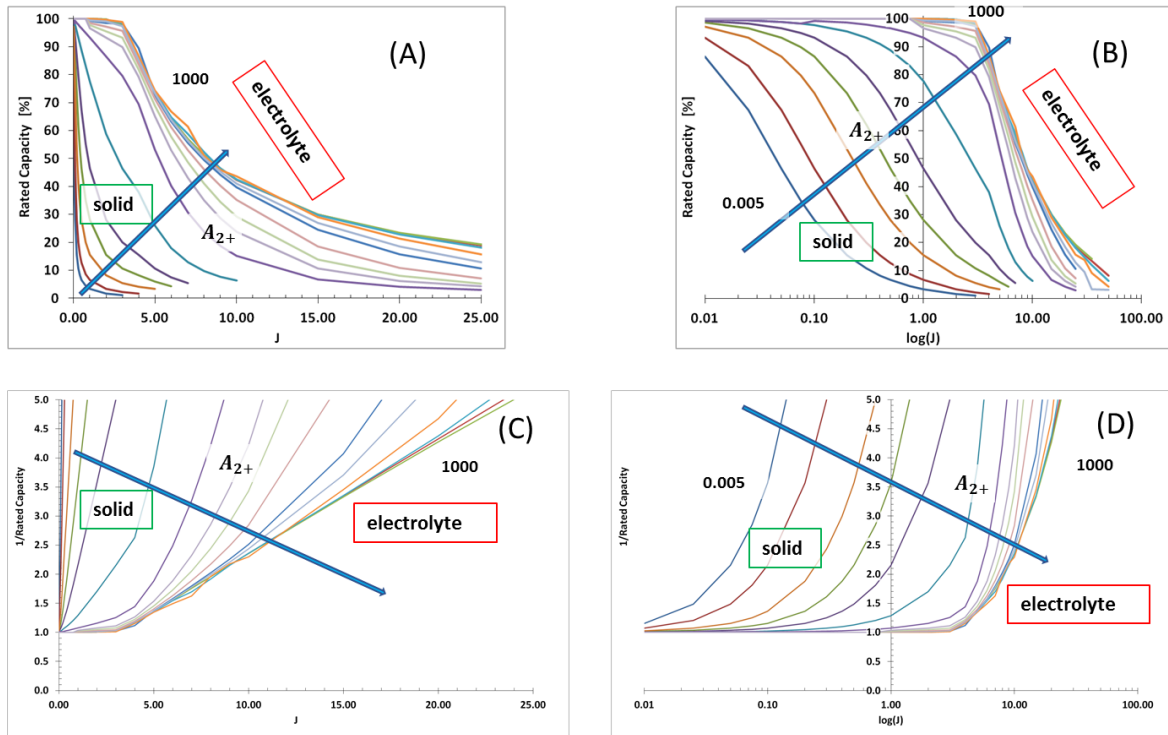 (A)
Rated Capacity [%]
100
90
80
70
60
50
40
30
20
10
0
0.00 5.00 10.00 15.00 20.00 25.00
J
1000
electrolyte
solid
A2+
(B)
Rated Capacity [%]
1000
100
90
80
70
60
50
40
30
20
10
0
0.01 0.10 1.00 10.00 100.00
log(J)
0.005
electrolyte
solid
A2+
(C)
1/Rated Capacity
5.0
4.5
4.0
3.5
3.0
2.5
2.0
1.5
1.0
0.5
0.0
0.00 5.00 10.00 15.00 20.00 25.00
J
A2+
1000
solid
electrolyte
(D)
1/Rated Capacity
5.0
4.5
4.0
3.5
3.0
2.5
2.0
1.5
1.0
0.5
0.0
0.01 0.10 1.00 10.00 100.00
log(J)
0.005
A2+
1000
solid
electrolyte